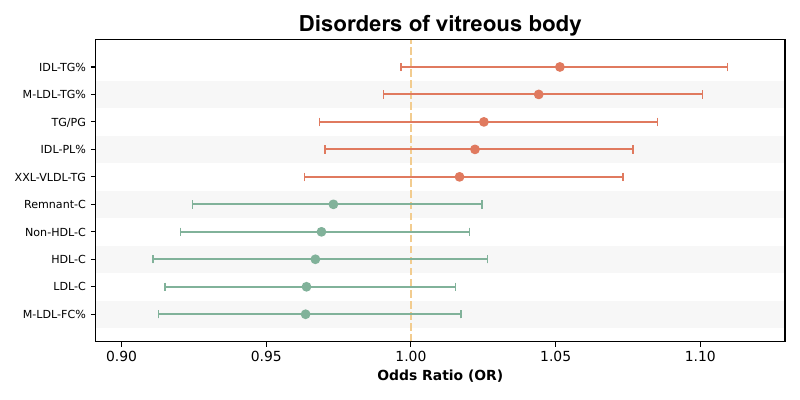 Disorders of vitreous body
IDL-TG%
M-LDL-TG%
TG/PG
IDL-PL%
XXL-VLDL-TG
Remnant-C
Non-HDL-C
HDL-C
LDL-C
M-LDL-FC%
0.90 0.95 1.00 1.05 1.10
Odds Ratio (OR)